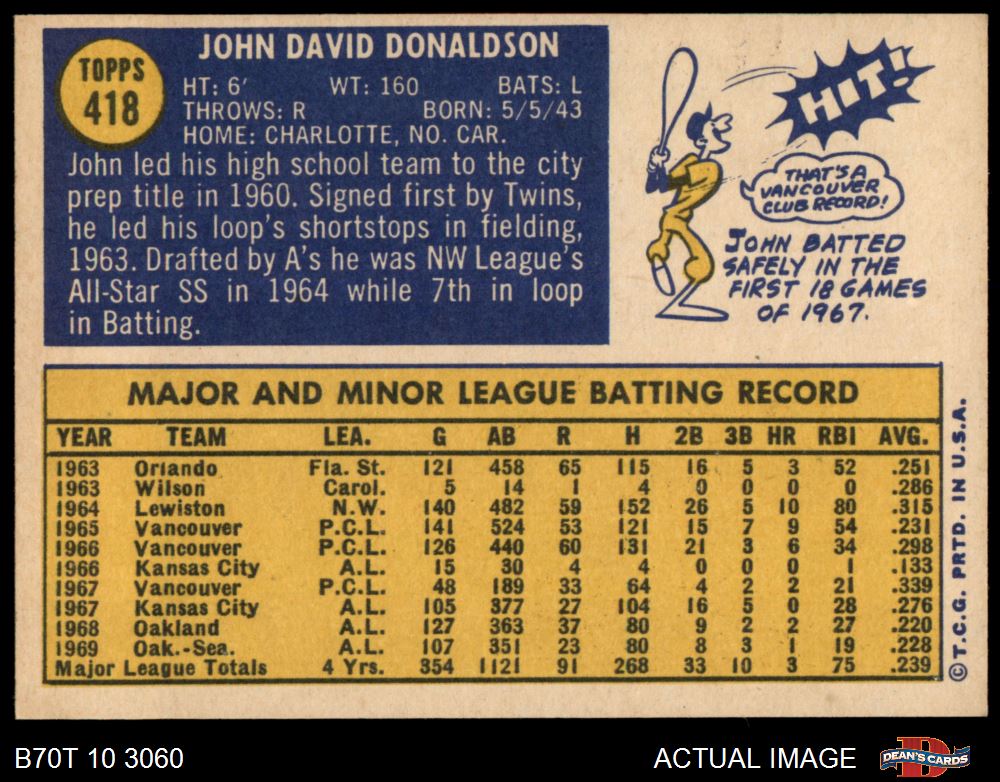 TOPPS
418
JOHN DAVID DONALDSON
HT: 6' WT: 160 BATS: L
THROWS: R BORN: 5/5/43
HOME: CHARLOTTE, NO. CAR.
John led his high school team to the city
prep title in 1960. Signed first by Twins,
he led his loop's shortstops in fielding,
1963. Drafted by A's he was NW League's
All-Star SS in 1964 while 7th in loop
in Batting.
HIT!
THAT'S A
VANCOUVER
CLUB RECORD!
JOHN BATTED
SAFELY IN THE
FIRST 18 GAMES
OF 1967.
MAJOR AND MINOR LEAGUE BATTING RECORD
YEAR TEAM LEA. G AB R H 2B 3B HR RBI AVG.
1963 Orlando Fla. St. 121 458 65 115 16 5 3 52 .251
1963 Wilson Carol. 5 14 1 4 0 0 0 0 .286
1964 Lewiston N.W. 140 482 59 152 26 5 10 80 .315
1965 Vancouver P.C.L. 141 524 53 121 15 7 9 54 .231
1966 Vancouver P.C.L. 126 440 60 131 21 3 6 34 .298
1966 Kansas City A.L. 15 30 4 4 0 0 0 1 .133
1967 Vancouver P.C.L. 48 189 33 64 4 2 2 21 .339
1967 Kansas City A.L. 105 377 27 104 16 5 0 28 .276
1968 Oakland A.L. 127 363 37 80 9 2 2 27 .220
1969 Oak.-Sea. A.L. 107 351 23 80 8 3 1 19 .228
Major League Totals 4 Yrs. 354 1121 91 268 33 10 3 75 .239
© T.C.G. PRTD. IN U.S.A.
B70T 10 3060
ACTUAL IMAGE
D
DEAN'S CARDS